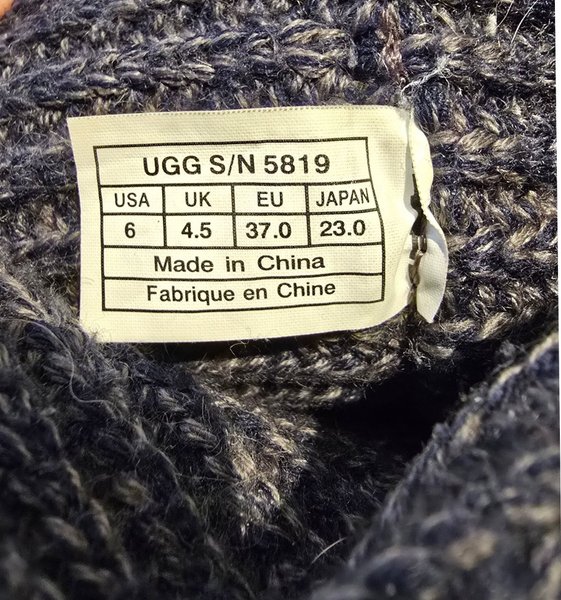 UGG S/N 5819
USA UK EU JAPAN
6 4.5 37.0 23.0
Made in China
Fabrique en Chine